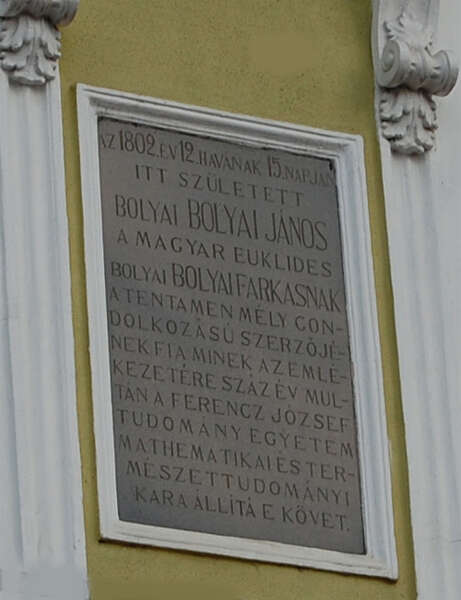 AZ 1802. ÉV 12. HAVÁNAK 15. NAPJÁN
ITT SZÜLETETT
BOLYAI BOLYAI JÁNOS
A MAGYAR EUKLIDES
BOLYAI BOLYAI FARKASNAK
A TENTAMEN MÉLY GON-
DOLKOZÁSÚ SZERZŐJÉ-
NEK FIA MINEK AZ EMLÉ-
KEZETÉRE SZÁZ ÉV MUL-
TÁN A FERENCZ JÓZSEF
TUDOMÁNY EGYETEM
MATHEMATIKAI ÉS TER-
MÉSZETTUDOMÁNYI
KARA ÁLLÍTÁ E KÖVET.